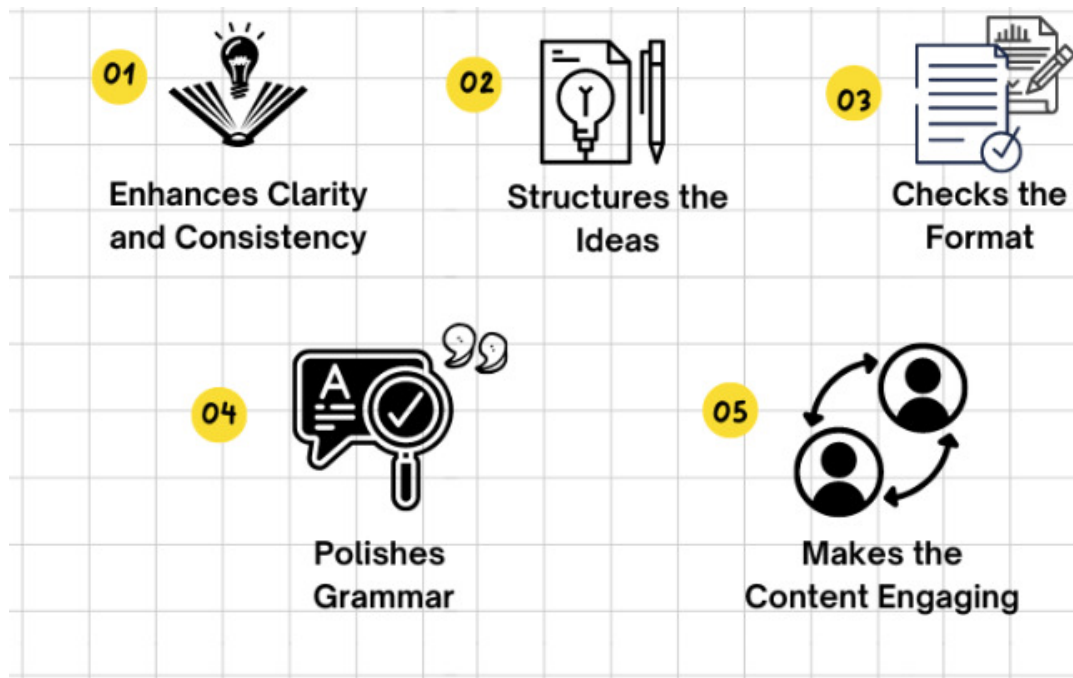 01
Enhances Clarity
and Consistency
02
Structures the
Ideas
03
Checks the
Format
04
A
Polishes
Grammar
05
Makes the
Content Engaging